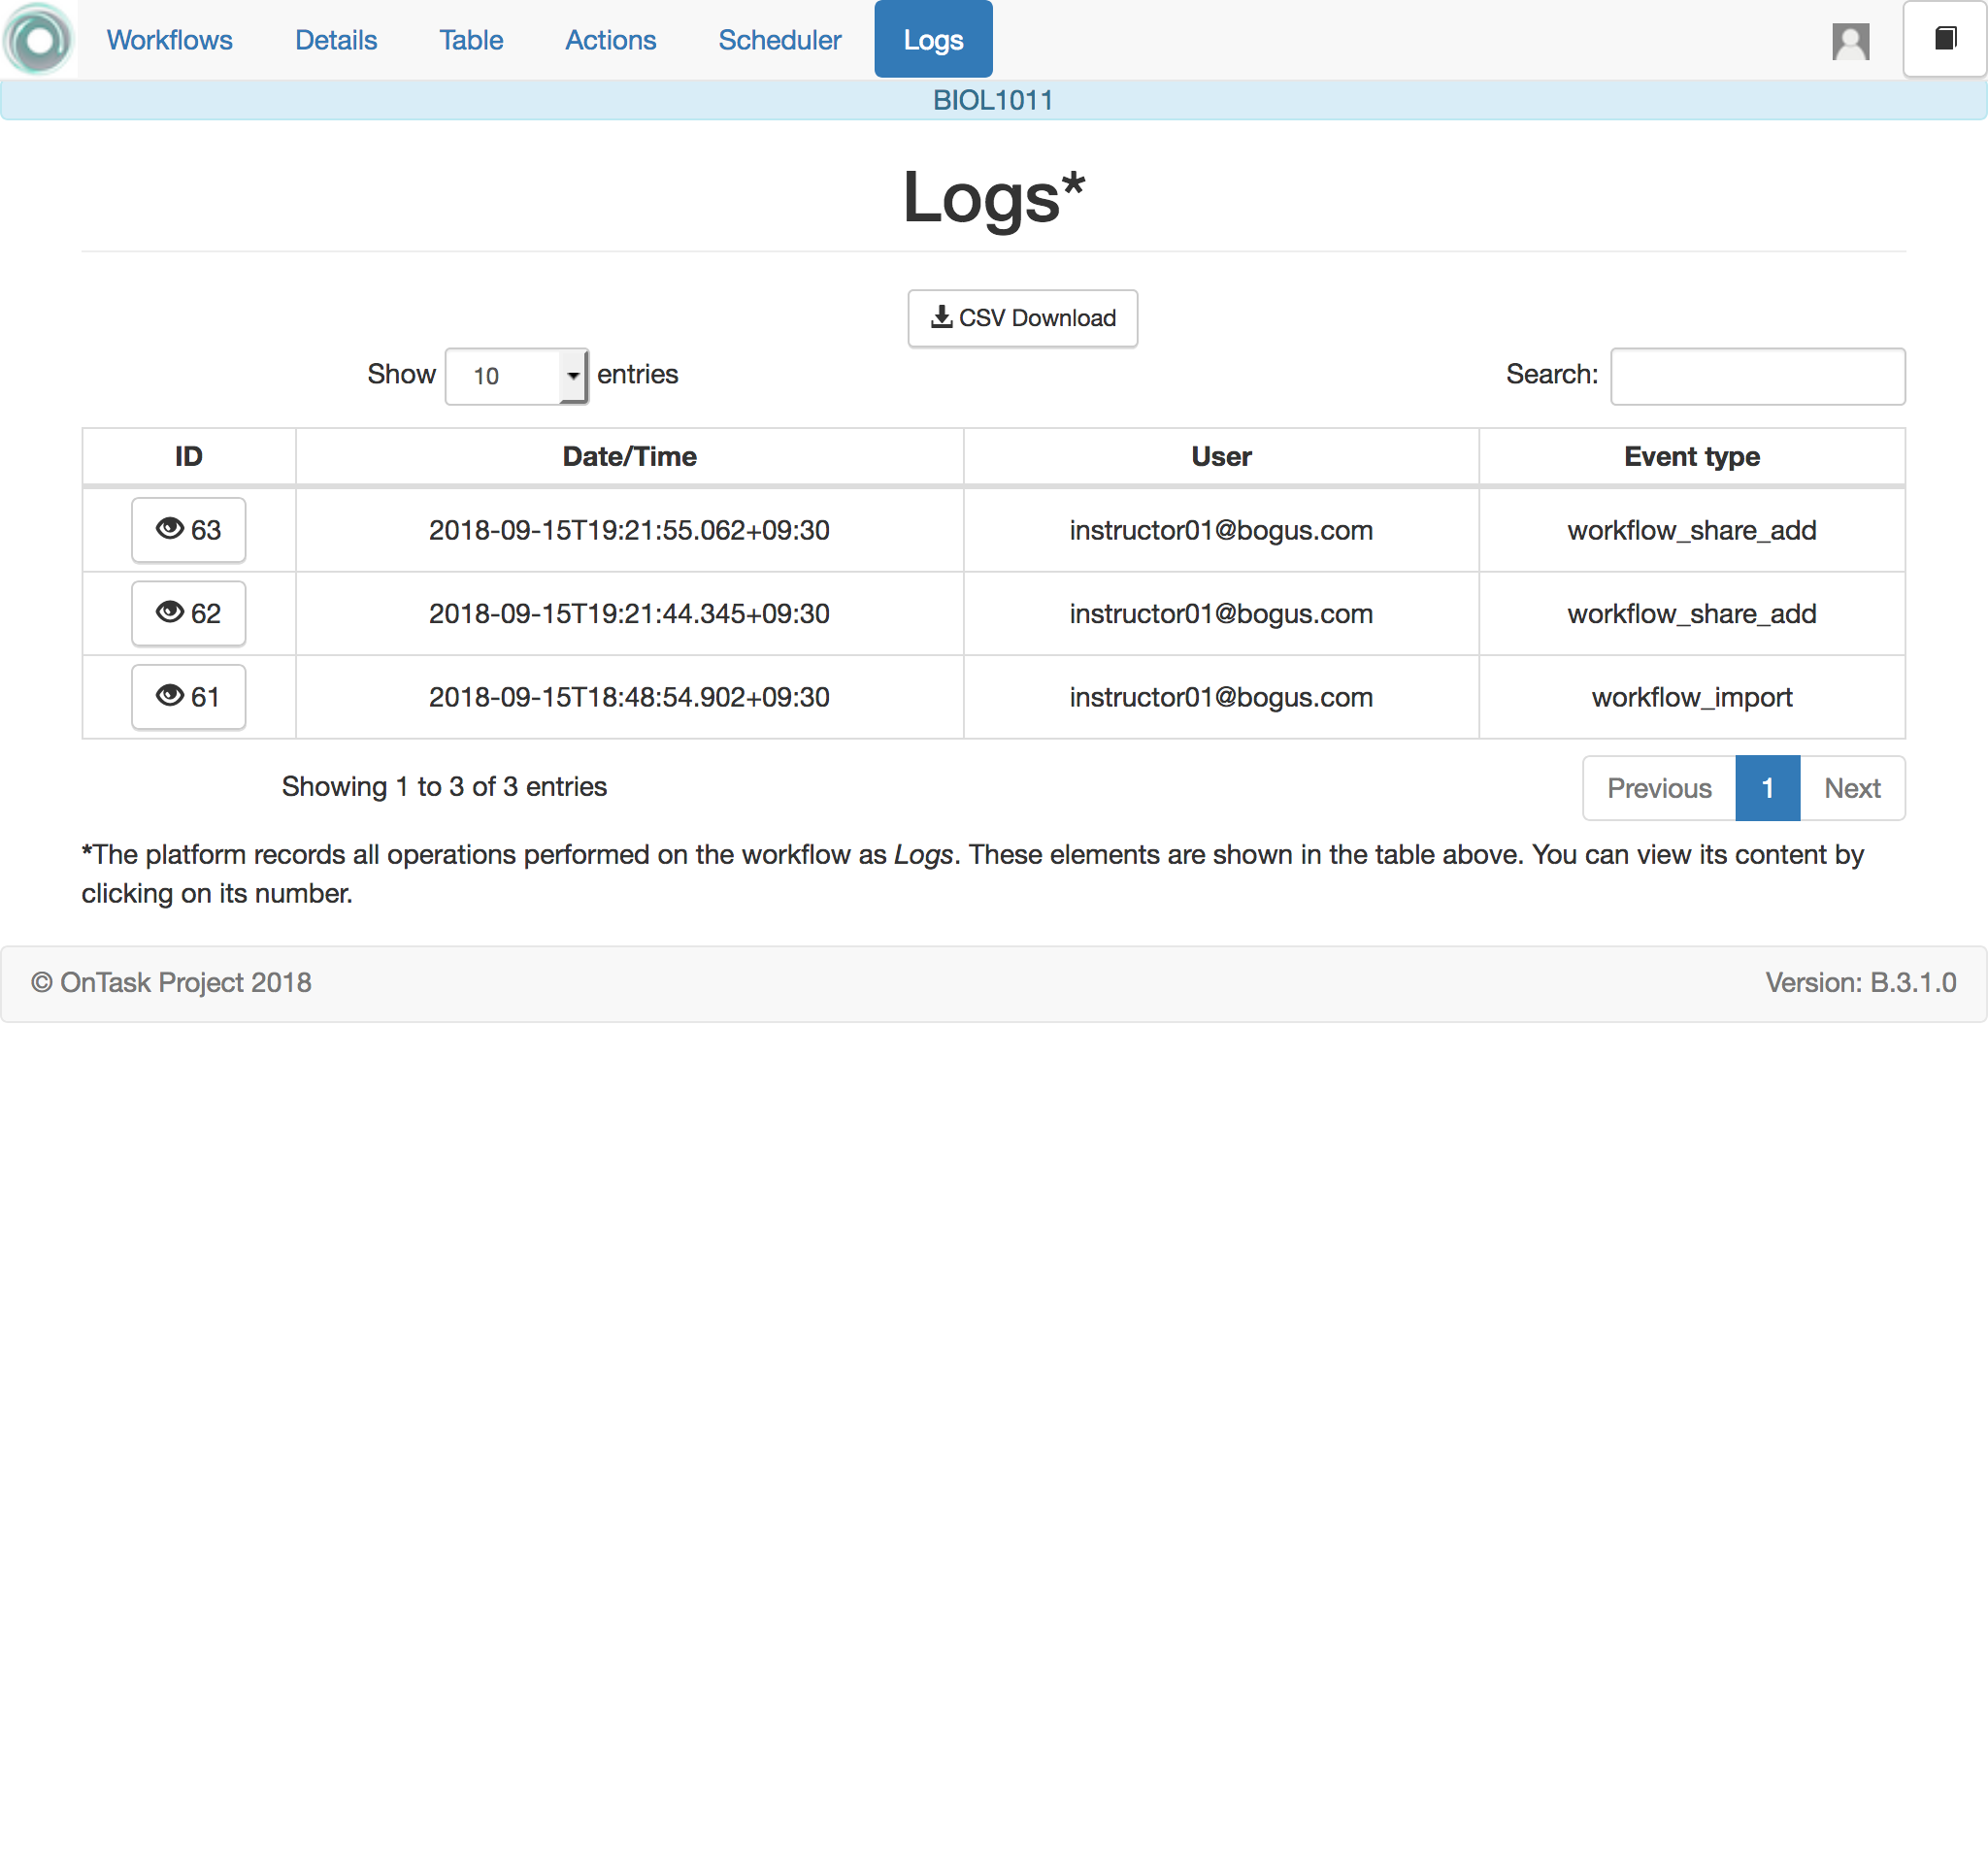 Workflows Details Table Actions Scheduler Logs
BIOL1011
Logs*
CSV Download
Show 10 entries Search:
ID Date/Time User Event type
63 2018-09-15T19:21:55.062+09:30 instructor01@bogus.com workflow_share_add
62 2018-09-15T19:21:44.345+09:30 instructor01@bogus.com workflow_share_add
61 2018-09-15T18:48:54.902+09:30 instructor01@bogus.com workflow_import
Showing 1 to 3 of 3 entries Previous 1 Next
*The platform records all operations performed on the workflow as Logs. These elements are shown in the table above. You can view its content by
clicking on its number.
© OnTask Project 2018 Version: B.3.1.0